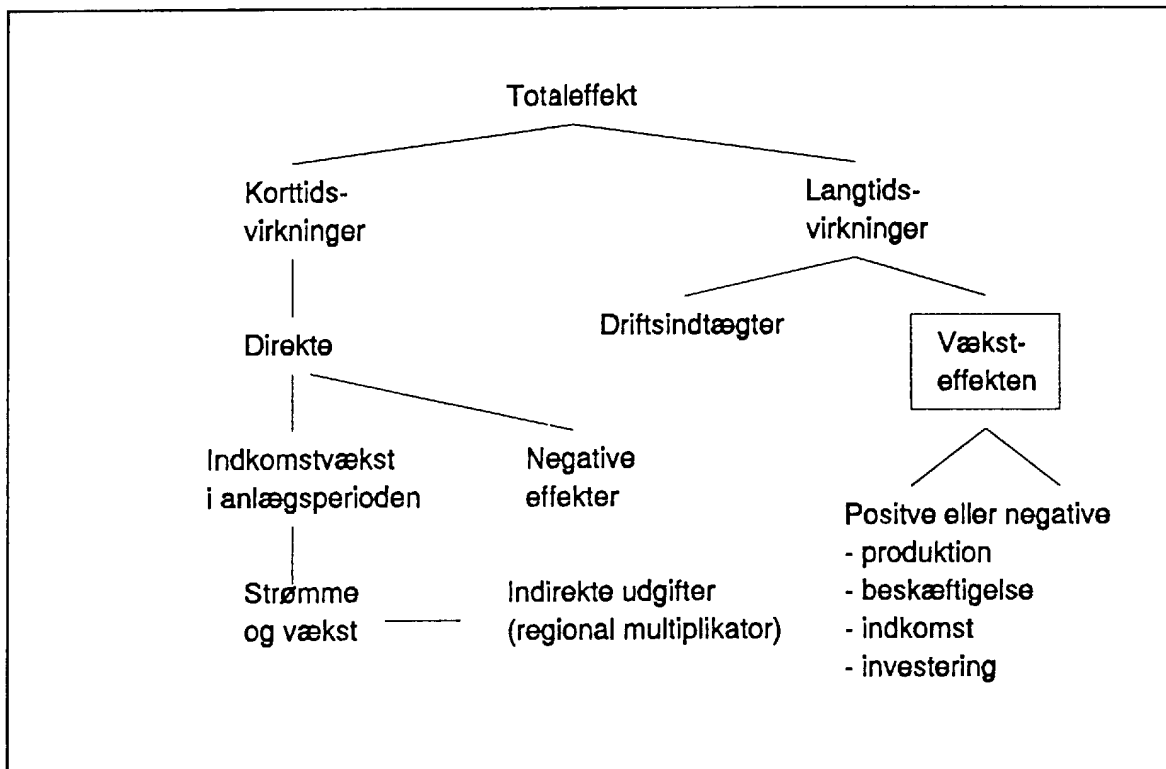 Totaleffekt
Korttids-
virkninger
Langtids-
virkninger
Direkte
Driftsindtægter
Vækst-
effekten
Indkomstvækst
i anlægsperioden
Negative
effekter
Strømme
og vækst
Indirekte udgifter
(regional multiplikator)
Positve eller negative
- produktion
- beskæftigelse
- indkomst
- investering